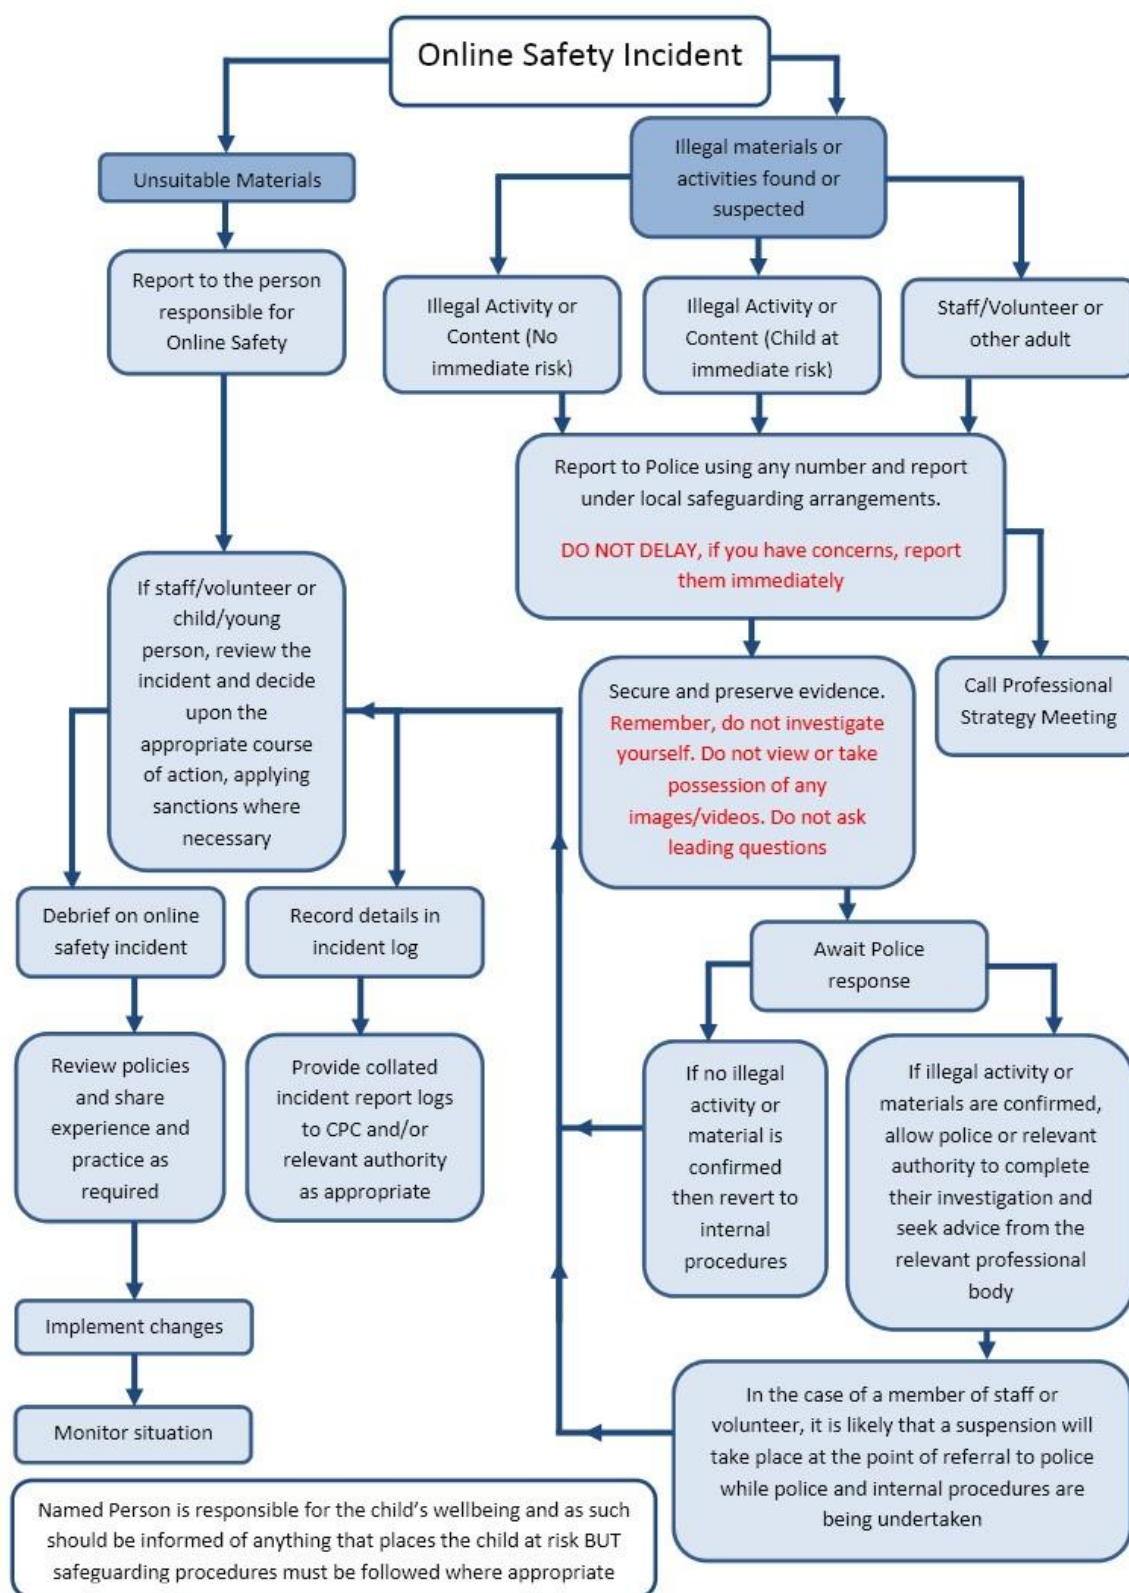 Online Safety Incident
Unsuitable Materials
Illegal materials or
activities found or
suspected
Report to the person
responsible for
Online Safety
Illegal Activity or
Content (No
immediate risk)
Illegal Activity or
Content (Child at
immediate risk)
Staff/Volunteer or
other adult
Report to Police using any number and report
under local safeguarding arrangements.
DO NOT DELAY, if you have concerns, report
them immediately
If staff/volunteer or
child/young
person, review the
incident and decide
upon the
appropriate course
of action, applying
sanctions where
necessary
Secure and preserve evidence.
Remember, do not investigate
yourself. Do not view or take
possession of any
images/videos. Do not ask
leading questions
Call Professional
Strategy Meeting
Debrief on online
safety incident
Record details in
incident log
Await Police
response
Review policies
and share
experience and
practice as
required
Provide collated
incident report logs
to CPC and/or
relevant authority
as appropriate
If no illegal
activity or
material is
confirmed
then revert to
internal
procedures
If illegal activity or
materials are confirmed,
allow police or relevant
authority to complete
their investigation and
seek advice from the
relevant professional
body
Implement changes
Monitor situation
In the case of a member of staff or
volunteer, it is likely that a suspension will
take place at the point of referral to police
while police and internal procedures are
being undertaken
Named Person is responsible for the child's wellbeing and as such
should be informed of anything that places the child at risk BUT
safeguarding procedures must be followed where appropriate